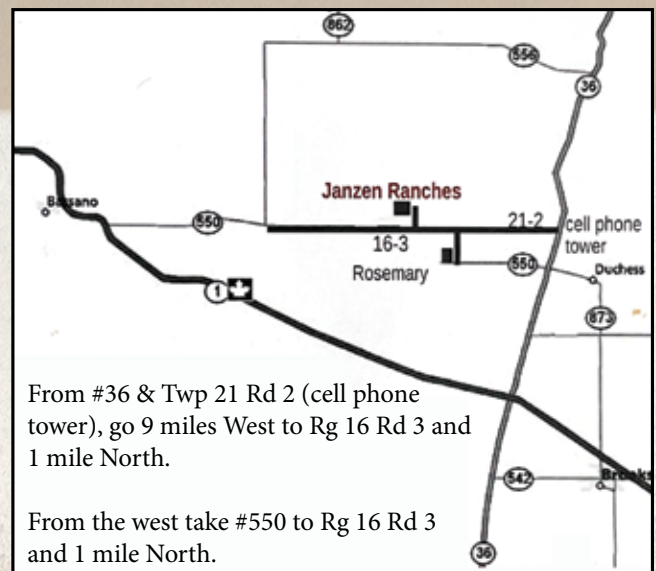 862
556
36
Janzen Ranches
Bassano
550
21-2
cell phone
tower
16-3
Rosemary
550
Duchess
1
873
From #36 & Twp 21 Rd 2 (cell phone
tower), go 9 miles West to Rg 16 Rd 3 and
1 mile North.
542
Brooks
From the west take #550 to Rg 16 Rd 3
and 1 mile North.
36